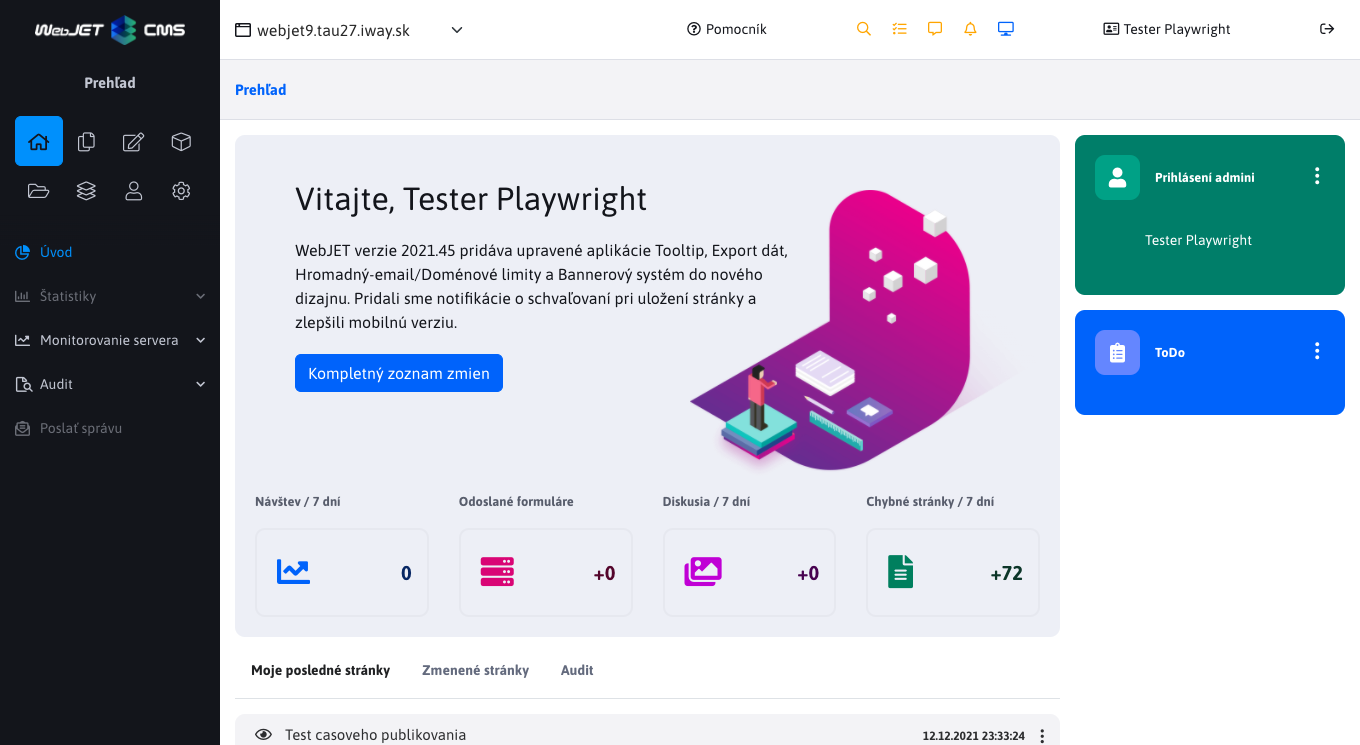 WebJET CMS
Prehľad
Úvod
Štatistiky
Monitorovanie servera
Audit
Poslať správu
webjet9.tau27.iway.sk
Pomocník
Tester Playwright
Prehľad
Vitajte, Tester Playwright
WebJET verzie 2021.45 pridáva upravené aplikácie Tooltip, Export dát,
Hromadný-email/Doménové limity a Bannerový systém do nového
dizajnu. Pridali sme notifikácie o schvaľovaní pri uložení stránky a
zlepšili mobilnú verziu.
Kompletný zoznam zmien
Návštev / 7 dní
0
Odoslané formuláre
+0
Diskusia / 7 dní
+0
Chybné stránky / 7 dní
+72
Prihlásení admini
Tester Playwright
ToDo
Moje posledné stránky
Zmenené stránky
Audit
Test casoveho publikovania
12.12.2021 23:33:24